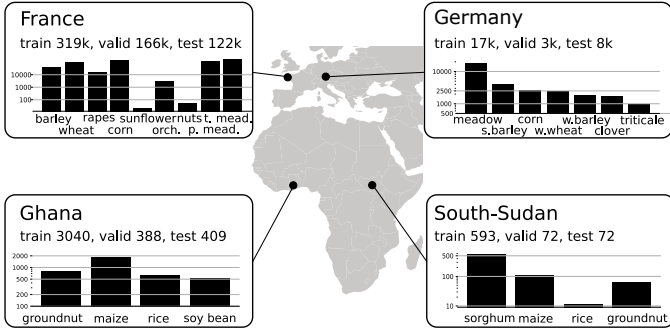 France
train 319k, valid 166k, test 122k
10000
1000
100
barley rapes sunflower nuts t. mead.
wheat corn orch. p. mead.
Germany
train 17k, valid 3k, test 8k
10000
2500
1000
500
meadow corn w.barley triticale
s.barley w.wheat clover
Ghana
train 3040, valid 388, test 409
2000
1000
500
200
100
groundnut maize rice soy bean
South-Sudan
train 593, valid 72, test 72
500
100
10
sorghum maize rice groundnut